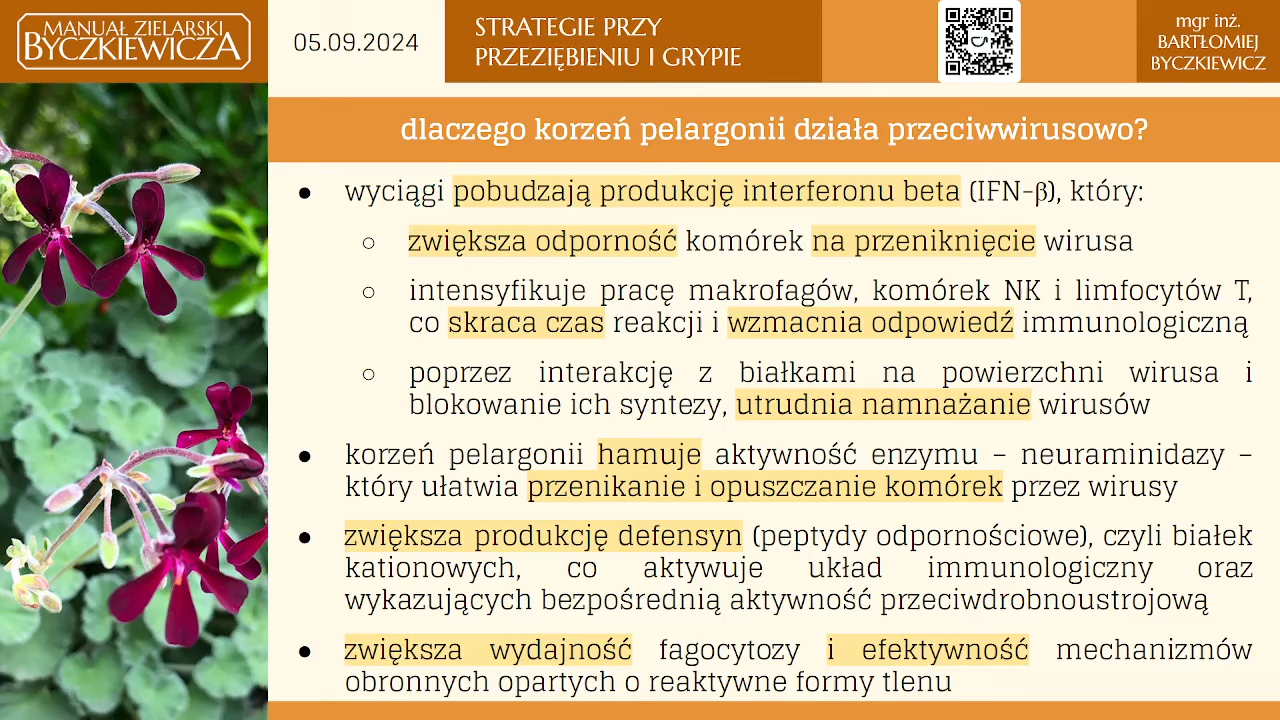 MANUAŁ ZIELARSKI
BYCZKIEWICZA
05.09.2024
STRATEGIE PRZY
PRZEZIĘBIENIU I GRYPIE
mgr inż.
BARTŁOMIEJ
BYCZKIEWICZ
dlaczego korzeń pelargonii działa przeciwwirusowo?
● wyciągi pobudzają produkcję interferonu beta (IFN-β), który:
○ zwiększa odporność komórek na przeniknięcie wirusa
○ intensyfikuje pracę makrofagów, komórek NK i limfocytów T,
co skraca czas reakcji i wzmacnia odpowiedź immunologiczną
○ poprzez interakcję z białkami na powierzchni wirusa i
blokowanie ich syntezy, utrudnia namnażanie wirusów
● korzeń pelargonii hamuje aktywność enzymu – neuraminidazy –
który ułatwia przenikanie i opuszczanie komórek przez wirusy
● zwiększa produkcję defensyn (peptydy odpornościowe), czyli białek
kationowych, co aktywuje układ immunologiczny oraz
wykazujących bezpośrednią aktywność przeciwdrobnoustrojową
● zwiększa wydajność fagocytozy i efektywność mechanizmów
obronnych opartych o reaktywne formy tlenu